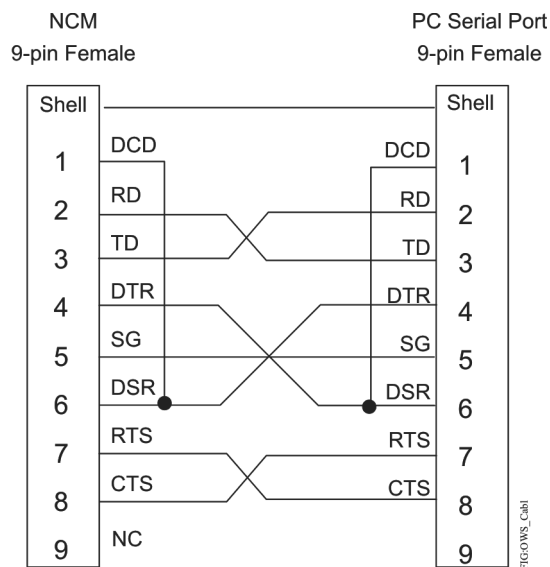 NCM PC Serial Port
9-pin Female 9-pin Female
Shell Shell
1 DCD DCD 1
2 RD RD 2
3 TD TD 3
4 DTR DTR 4
5 SG SG 5
6 DSR DSR 6
7 RTS RTS 7
8 CTS CTS 8
9 NC 9
FIG:OWS_Cabl